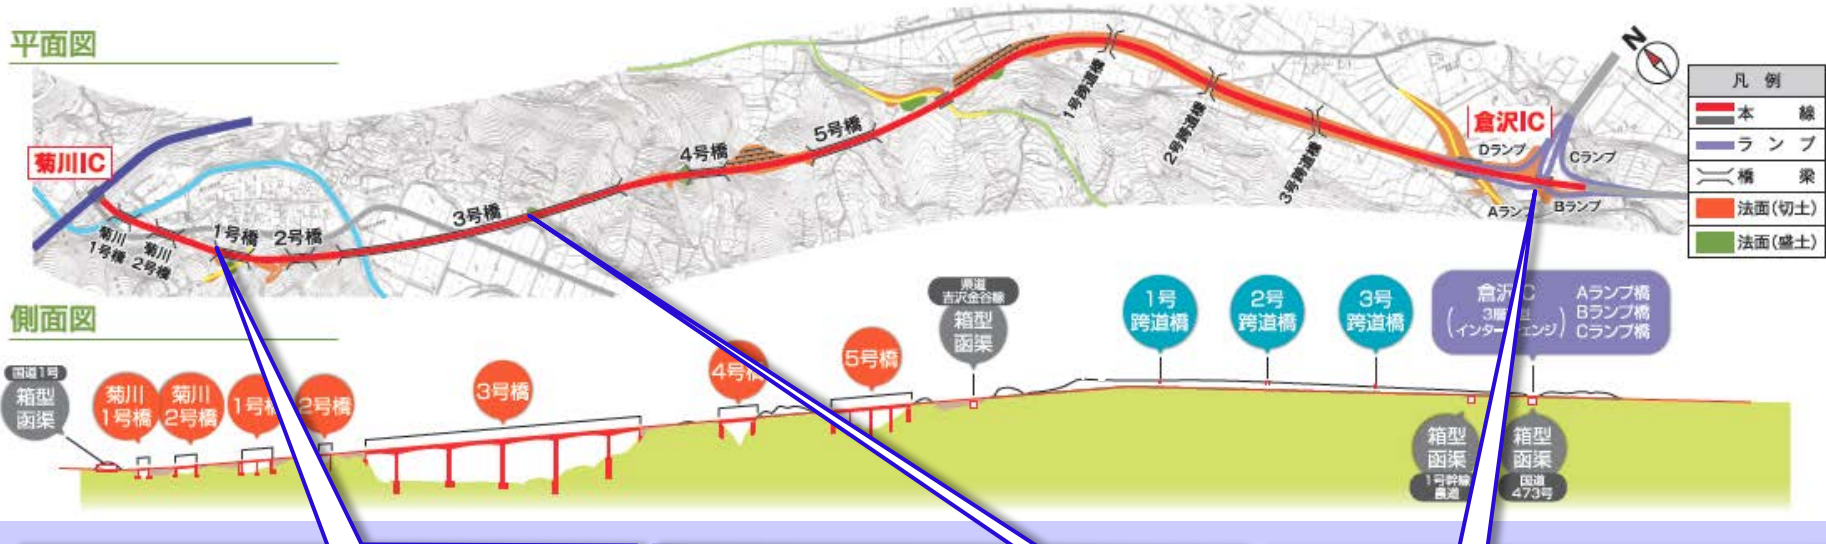 平面図
菊川IC
菊川
1号橋
菊川
2号橋
1号橋
2号橋
3号橋
4号橋
5号橋
1号跨道橋
2号跨道橋
3号跨道橋
倉沢IC
Dランプ
Cランプ
Aラン
Bランプ
N
凡例
本線
ランプ
橋梁
法面(切土)
法面(盛土)
側面図
国道1号
箱型
函渠
菊川
1号橋
菊川
2号橋
1号橋
2号橋
3号橋
4号橋
5号橋
県道
吉沢金谷線
箱型
函渠
1号
跨道橋
2号
跨道橋
3号
跨道橋
倉沢IC
Aランプ橋
Bランプ橋
Cランプ橋
箱型
函渠
1号幹線
農道
箱型
函渠
国道
473号